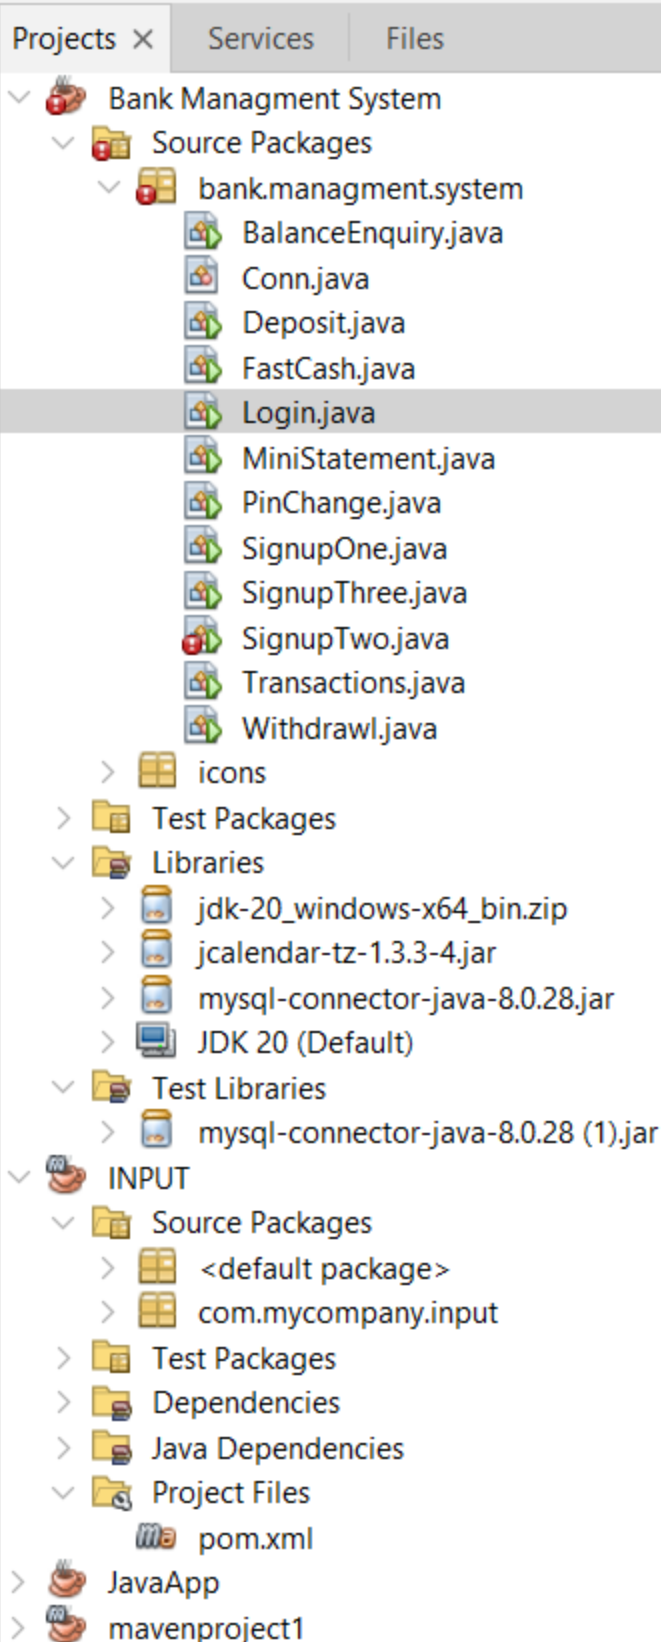 Projects Services Files
Bank Managment System
Source Packages
bank.managment.system
BalanceEnquiry.java
Conn.java
Deposit.java
FastCash.java
Login.java
MiniStatement.java
PinChange.java
SignupOne.java
SignupThree.java
SignupTwo.java
Transactions.java
Withdrawl.java
icons
Test Packages
Libraries
jdk-20_windows-x64_bin.zip
jcalendar-tz-1.3.3-4.jar
mysql-connector-java-8.0.28.jar
JDK 20 (Default)
Test Libraries
mysql-connector-java-8.0.28 (1).jar
INPUT
Source Packages
<default package>
com.mycompany.input
Test Packages
Dependencies
Java Dependencies
Project Files
pom.xml
JavaApp
mavenproject1